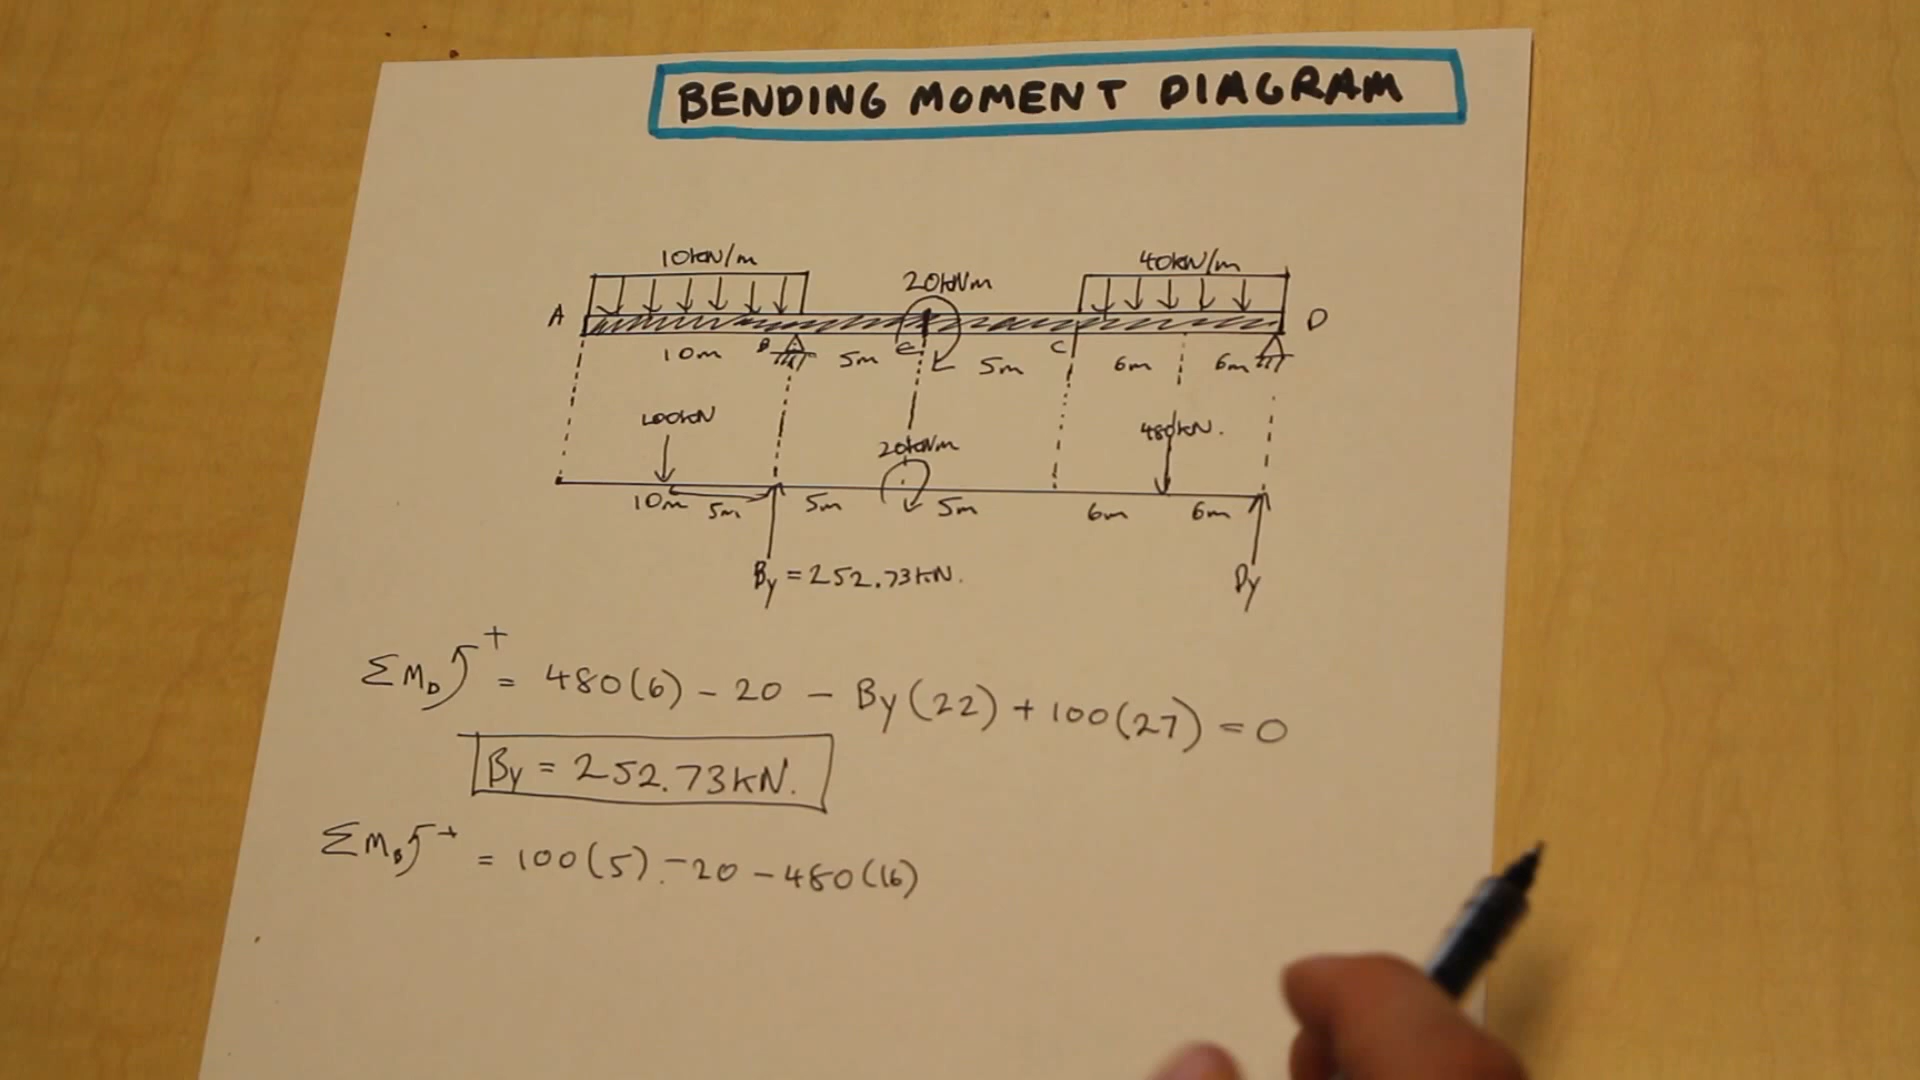 BENDING MOMENT DIAGRAM
10kN/m 20kNm 40kN/m
A D
10m B 5m E 5m C 6m 6m
100kN 20kNm 480kN.
10m 5m 5m 5m 6m 6m
By = 252.73kN. Dy
ΣMD + = 480(6) - 20 - By(22) + 100(27) = 0
By = 252.73kN.
ΣMB + = 100(5) - 20 - 480(16)